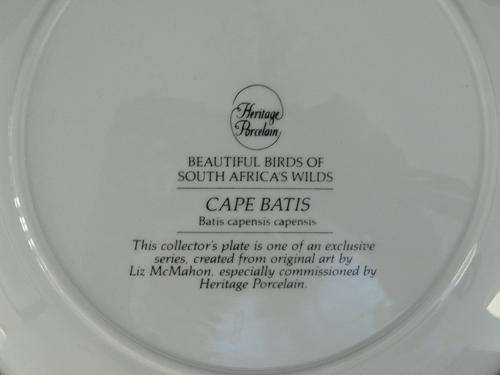 Heritage
Porcelain
BEAUTIFUL BIRDS OF
SOUTH AFRICA'S WILDS
CAPE BATIS
Batis capensis capensis
This collector's plate is one of an exclusive
series, created from original art by
Liz McMahon, especially commissioned by
Heritage Porcelain.